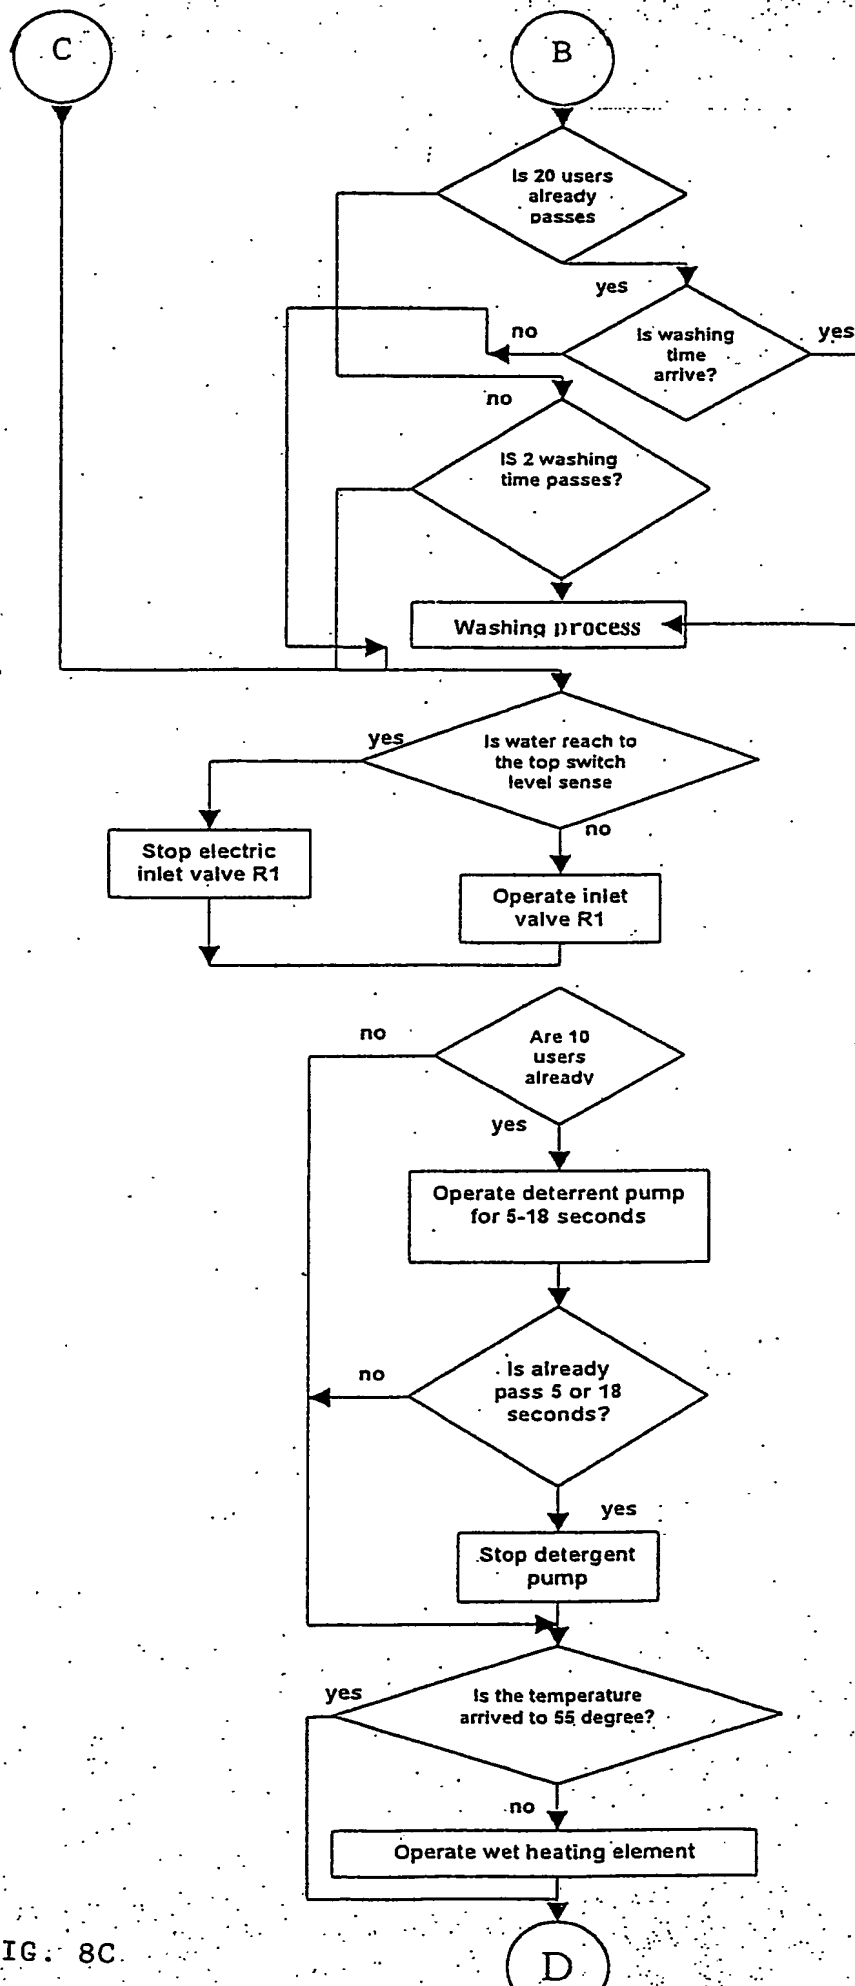 C
B
Is 20 users
already
passes
yes
no
Is washing
time
arrive?
yes
no
IS 2 washing
time passes?
Washing process
yes
Is water reach to
the top switch
level sense
no
Stop electric
inlet valve R1
Operate inlet
valve R1
no
Are 10
users
already
yes
Operate deterrent pump
for 5-18 seconds
no
Is already
pass 5 or 18
seconds?
yes
Stop detergent
pump
yes
Is the temperature
arrived to 55 degree?
no
Operate wet heating element
IG. 8C
D